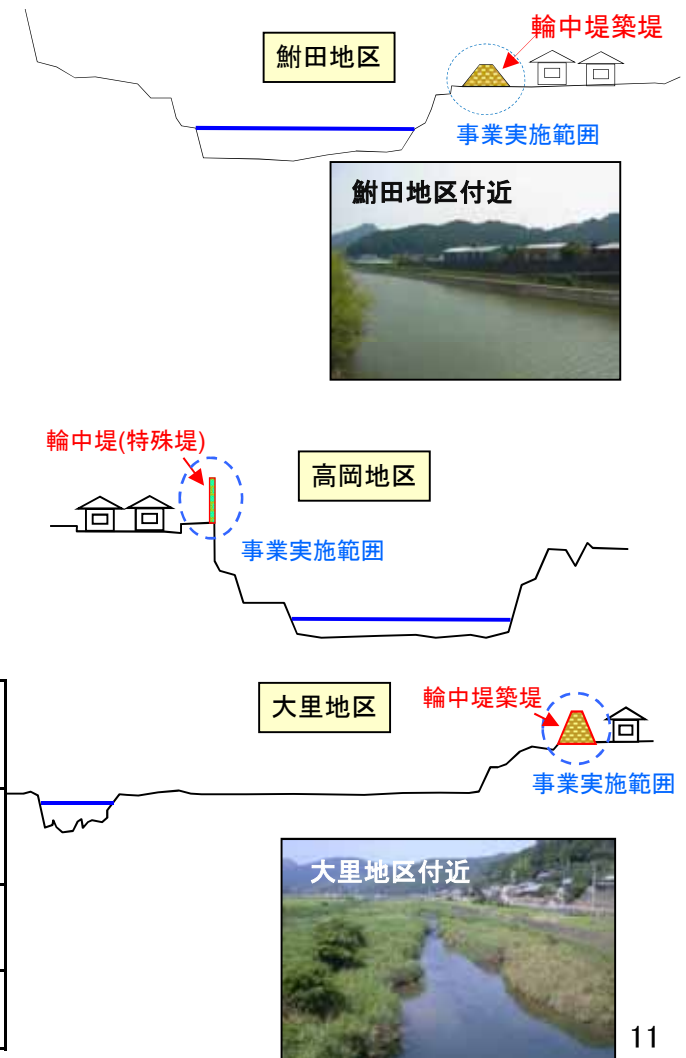 輪中堤築堤
鮒田地区
事業実施範囲
鮒田地区付近
輪中堤(特殊堤)
高岡地区
事業実施範囲
大里地区
輪中堤築堤
事業実施範囲
大里地区付近
11